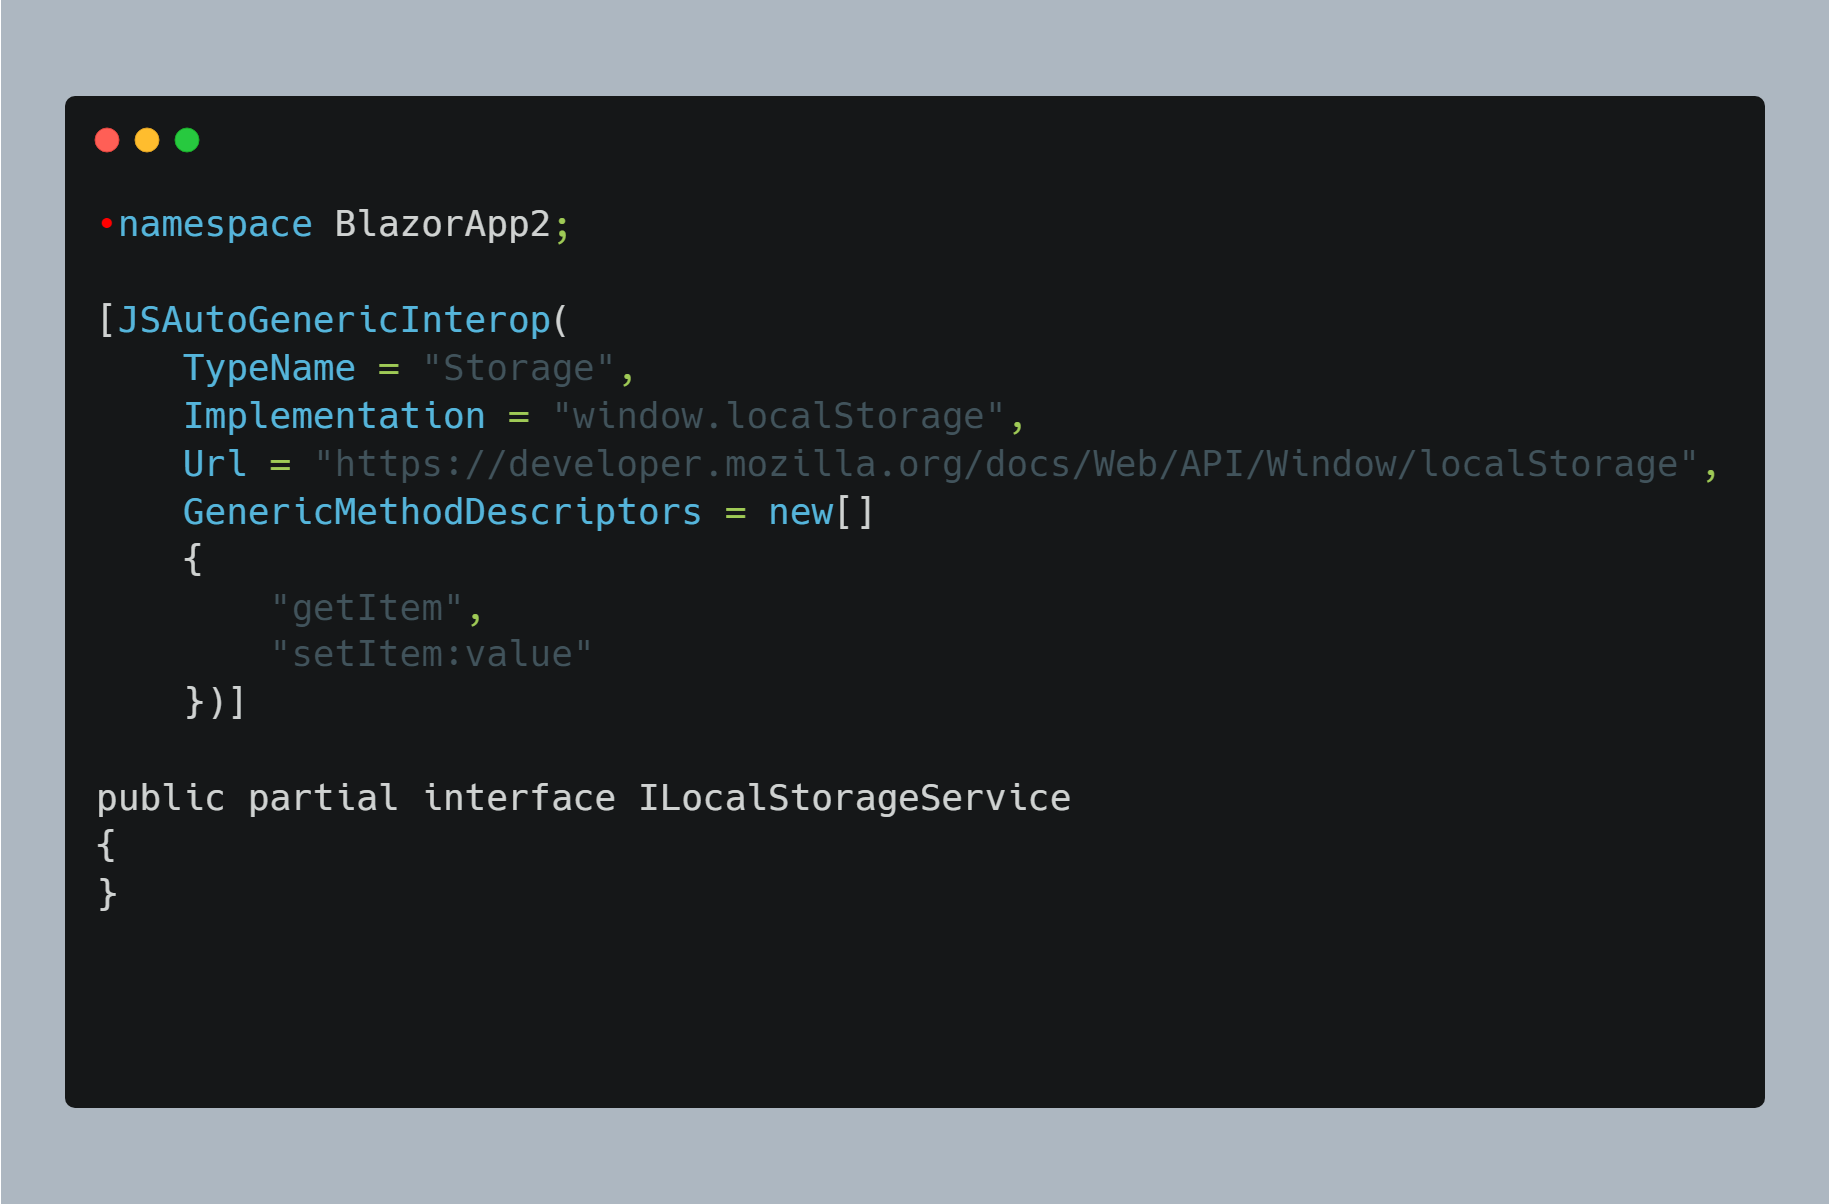 •namespace BlazorApp2;
[JSAutoGenericInterop(
    TypeName = "Storage",
    Implementation = "window.localStorage",
    Url = "https://developer.mozilla.org/docs/Web/API/Window/localStorage",
    GenericMethodDescriptors = new[]
    {
        "getItem",
        "setItem:value"
    })]
public partial interface ILocalStorageService
{
}